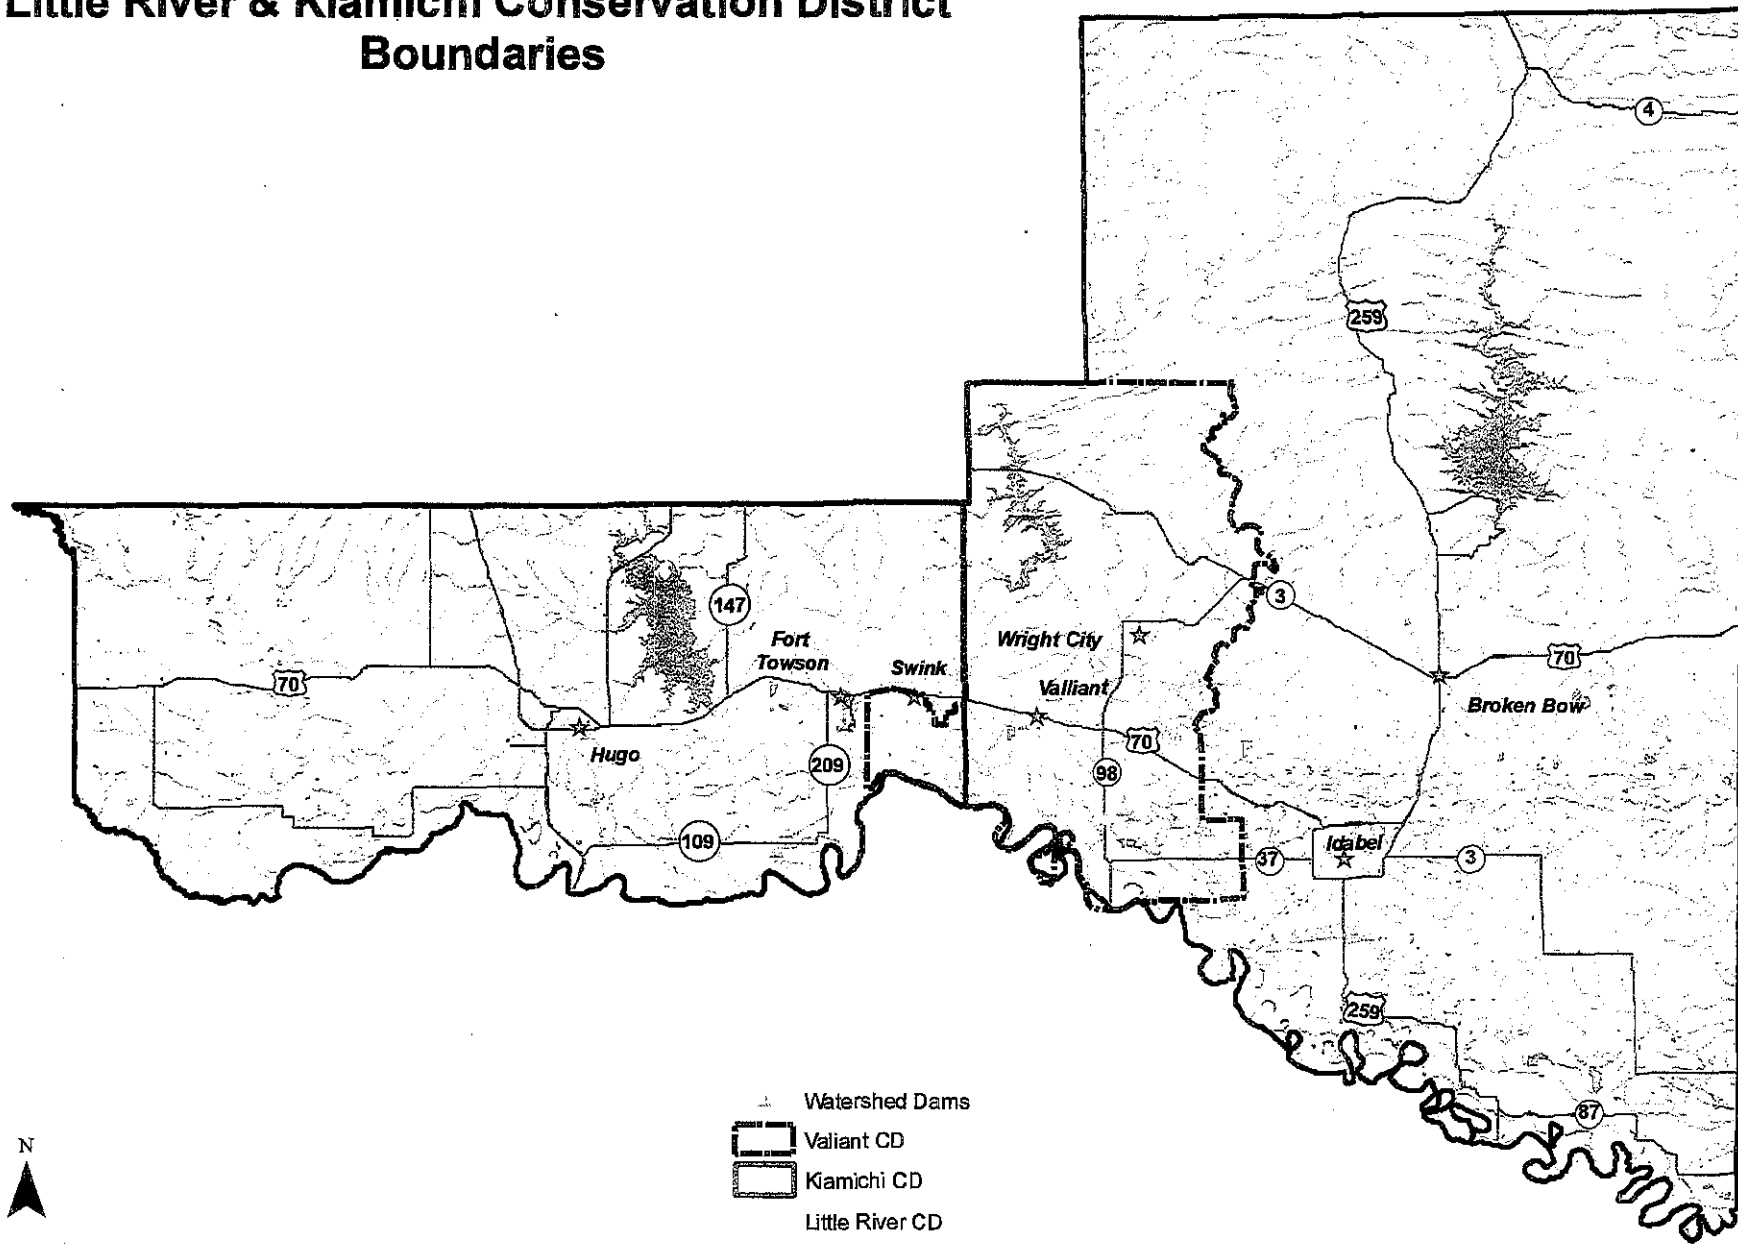 Little River & Kiamichi Conservation District
Boundaries
4
259
147
3
Fort
Towson
Swink
Wright City
Valliant
70
70
Broken Bow
Hugo
70
209
98
109
37
Idabel
3
259
87
N
Watershed Dams
Valiant CD
Kiamichi CD
Little River CD